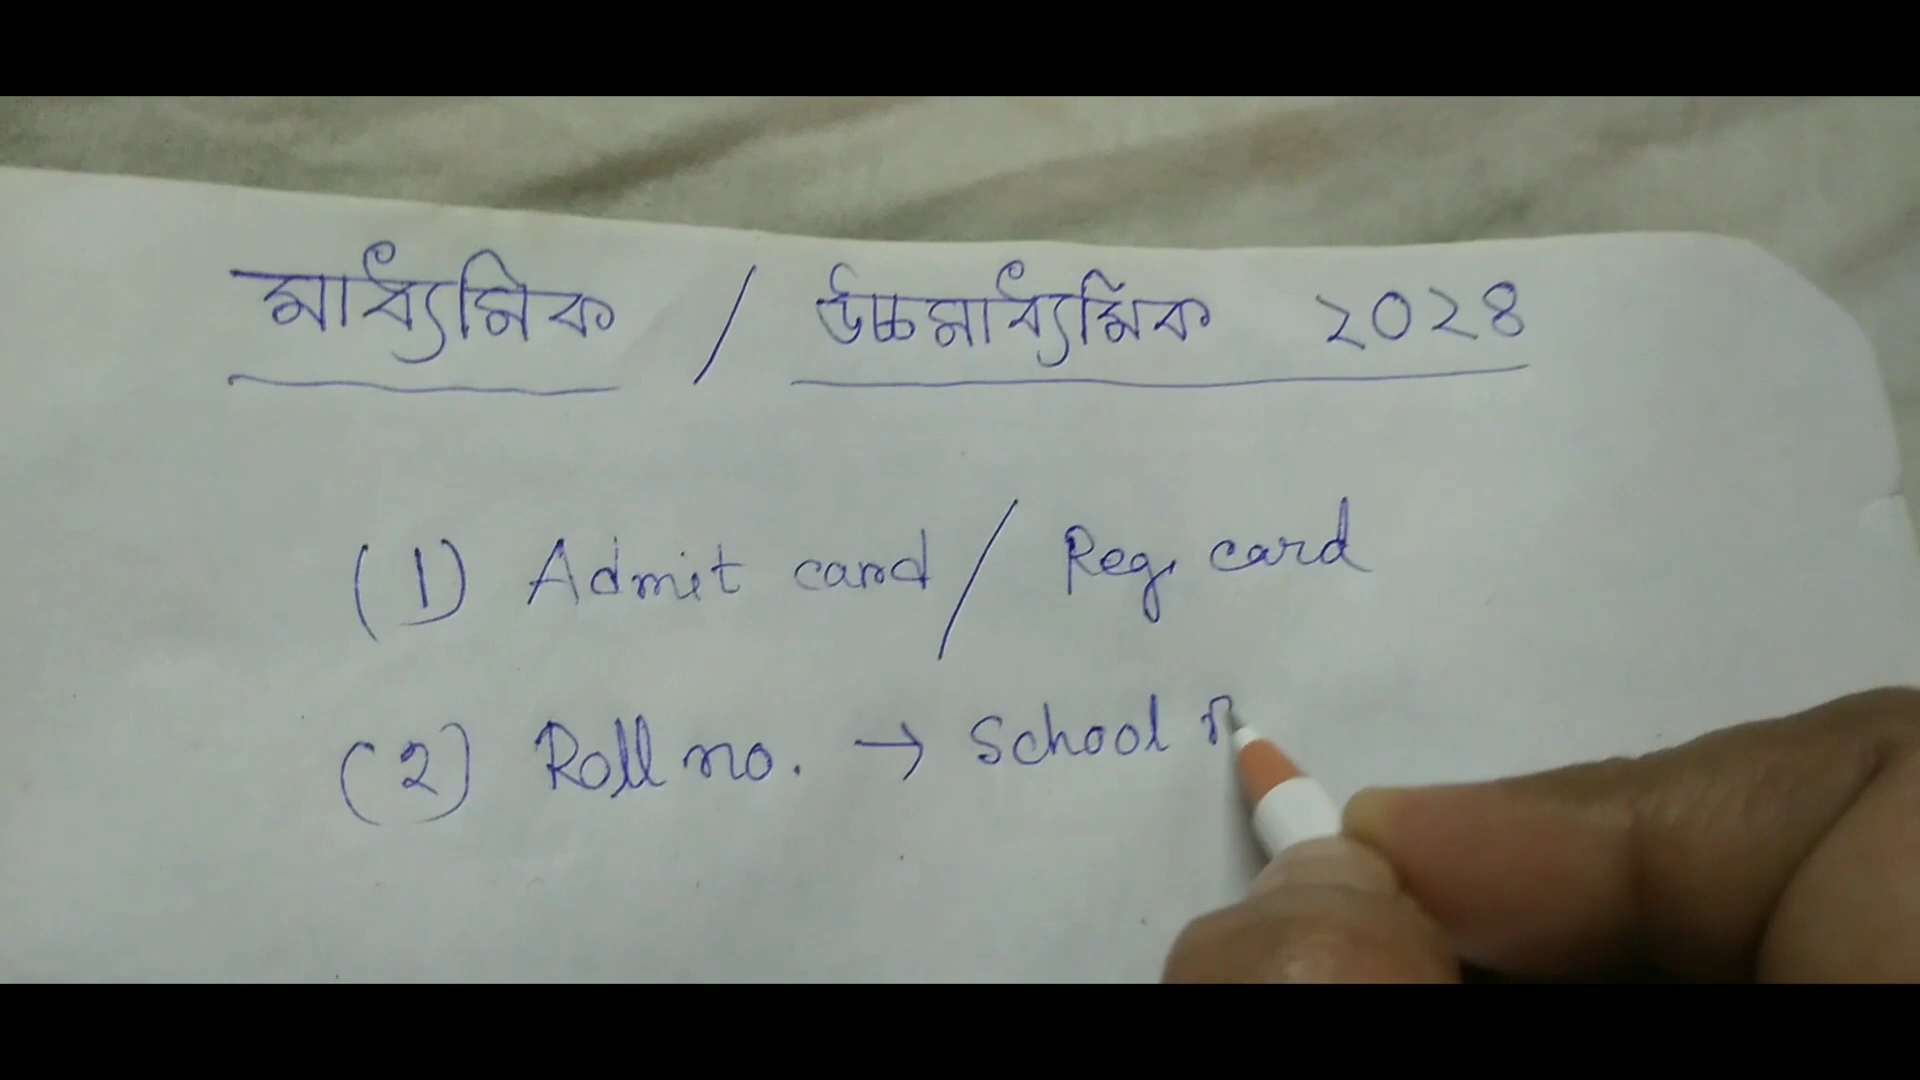 মাধ্যমিক / উচ্চমাধ্যমিক ২০২৪
(1) Admit card / Reg. card
(2) Roll no. → School